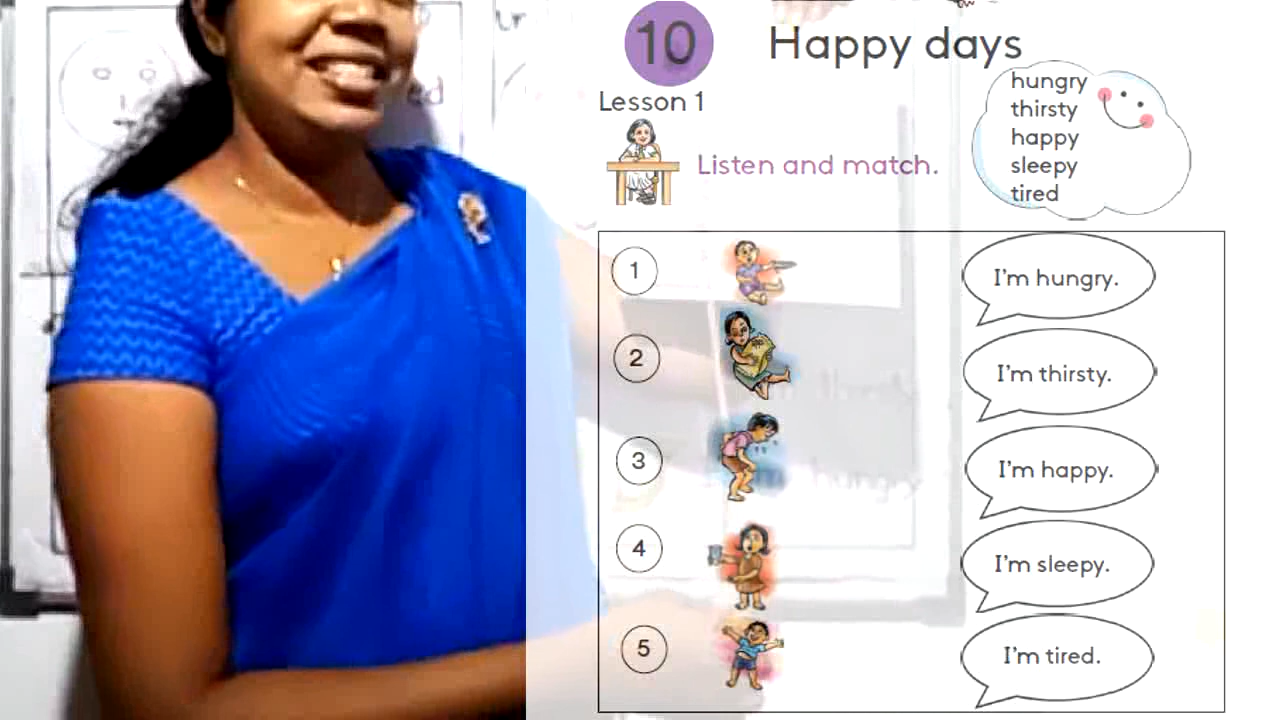 10 Happy days
Lesson 1
Listen and match.
hungry
thirsty
happy
sleepy
tired
1 I'm hungry.
2 I'm thirsty.
3 I'm happy.
4 I'm sleepy.
5 I'm tired.